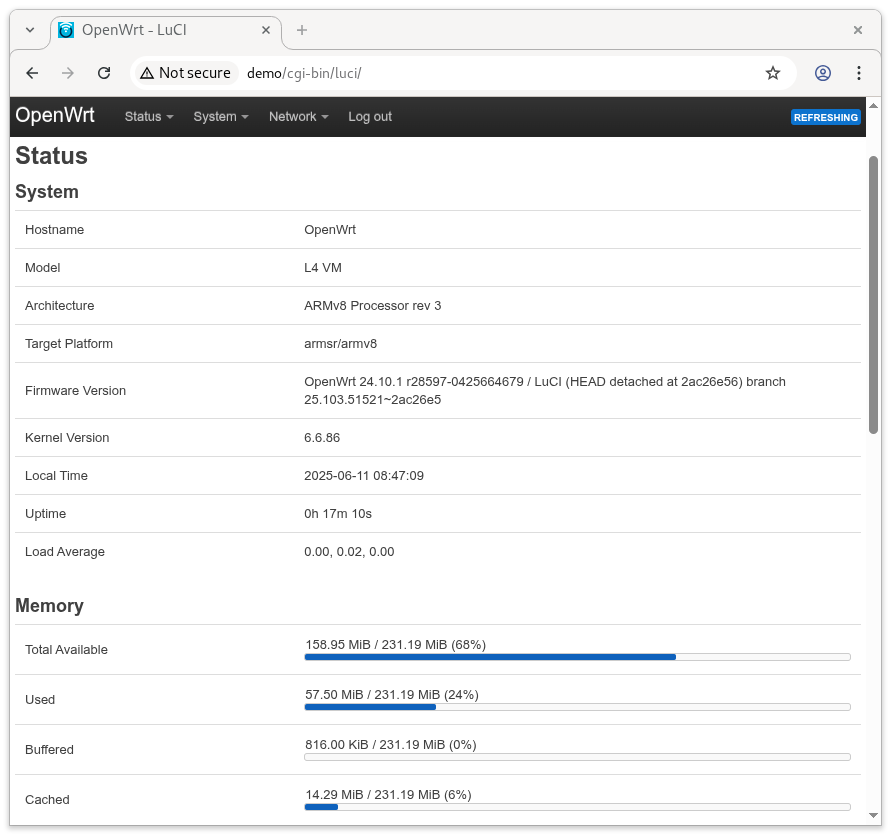 OpenWrt - LuCI
Not secure demo/cgi-bin/luci/
OpenWrt Status System Network Log out REFRESHING
Status
System
Hostname OpenWrt
Model L4 VM
Architecture ARMv8 Processor rev 3
Target Platform armsr/armv8
Firmware Version OpenWrt 24.10.1 r28597-0425664679 / LuCI (HEAD detached at 2ac26e56) branch
25.103.51521~2ac26e5
Kernel Version 6.6.86
Local Time 2025-06-11 08:47:09
Uptime 0h 17m 10s
Load Average 0.00, 0.02, 0.00
Memory
Total Available 158.95 MiB / 231.19 MiB (68%)
Used 57.50 MiB / 231.19 MiB (24%)
Buffered 816.00 KiB / 231.19 MiB (0%)
Cached 14.29 MiB / 231.19 MiB (6%)